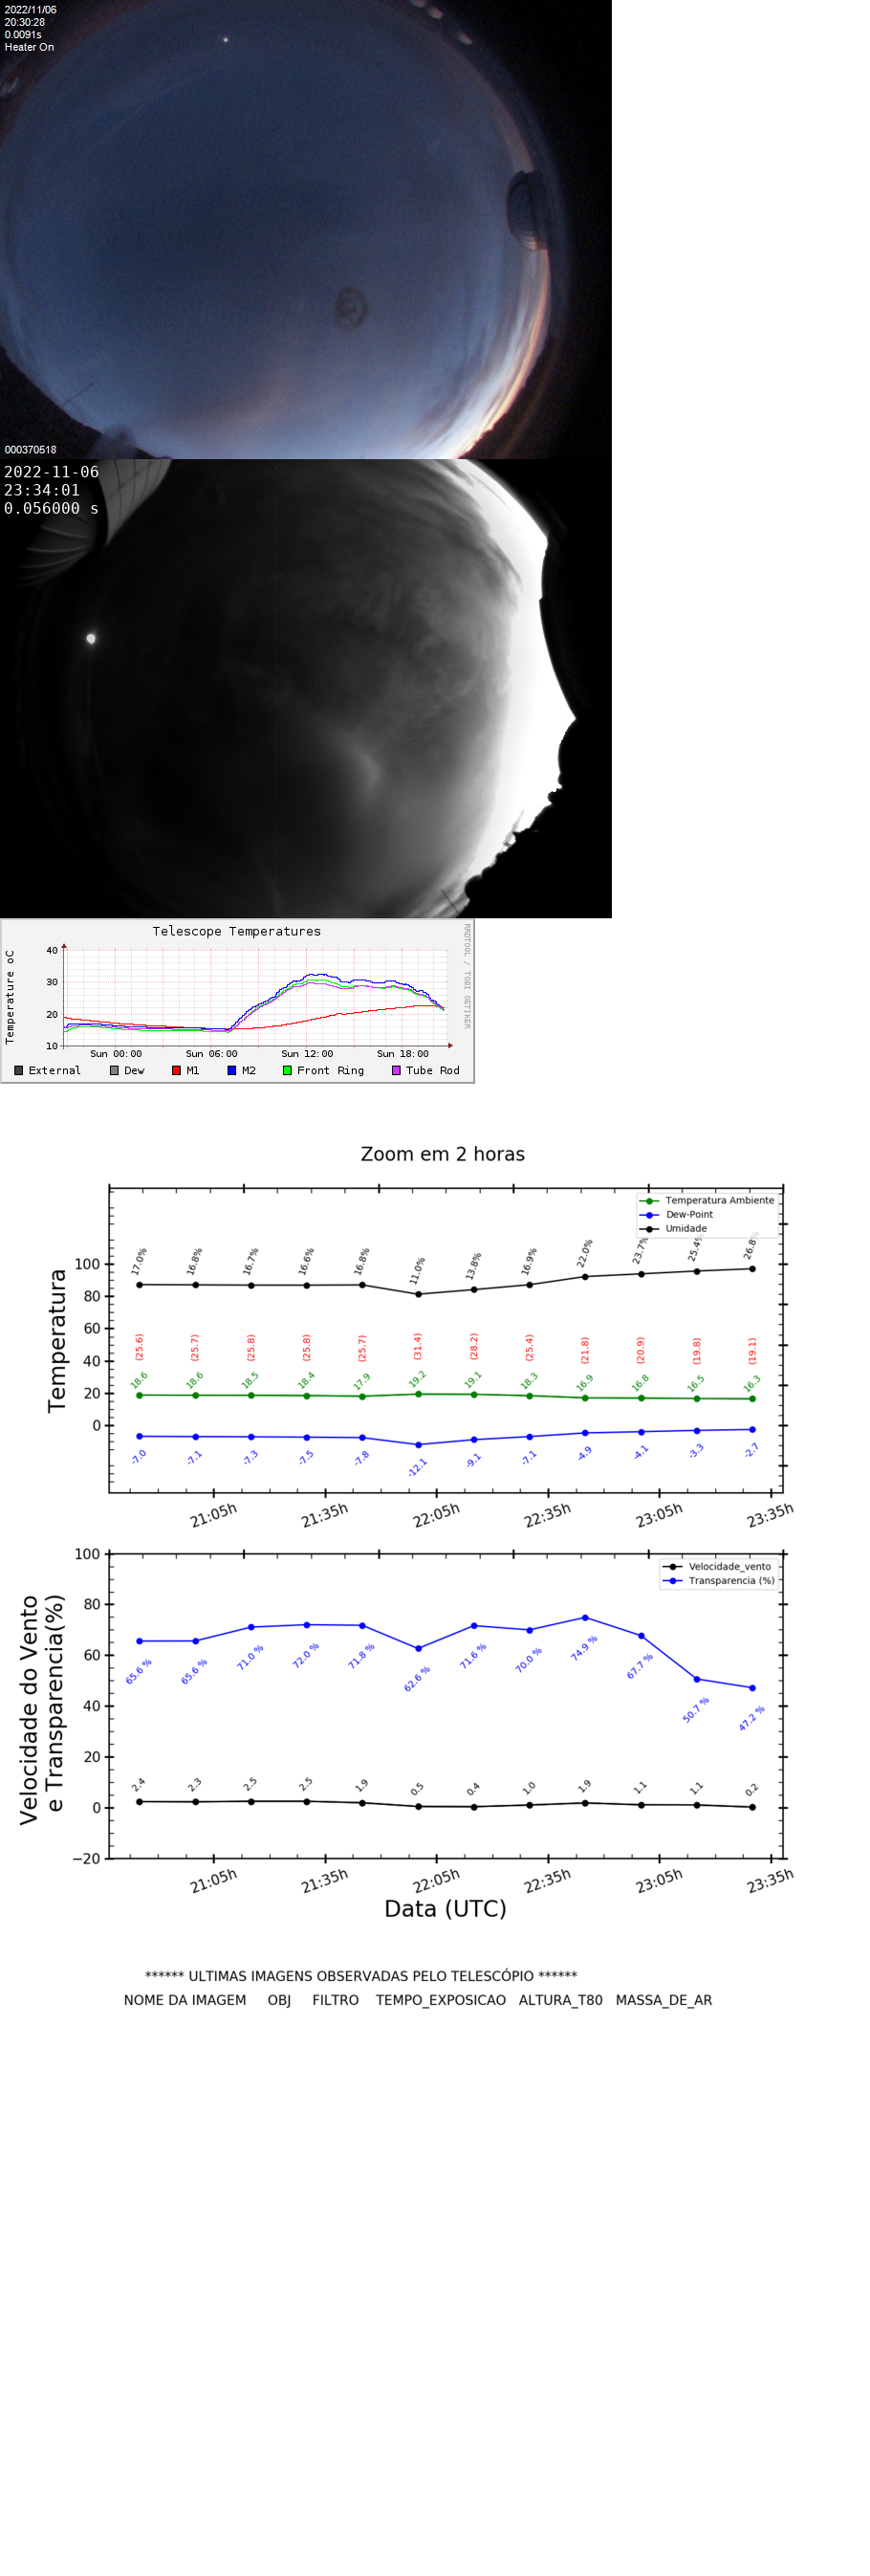 2022/11/06
20:30:28
0.0091s
Heater On
000370518
2022-11-06
23:34:01
0.056000 s
Telescope Temperatures
RRDTOOL / TOBI OETIKER
Temperature oC
40
30
20
10
Sun 00:00 Sun 06:00 Sun 12:00 Sun 18:00
External Dew M1 M2 Front Ring Tube Rod
Zoom em 2 horas
Temperatura Ambiente
Dew-Point
Umidade
Temperatura
100
80
60
40
20
0
17.0% 16.8% 16.7% 16.6% 16.8% 11.0% 13.8% 16.9% 22.0% 23.7% 25.4% 26.8%
(25.6) (25.7) (25.8) (25.8) (25.7) (31.4) (28.2) (25.4) (21.8) (20.9) (19.8) (19.1)
18.6 18.6 18.5 18.4 17.9 19.2 19.1 18.3 16.9 16.8 16.5 16.3
-7.0 -7.1 -7.3 -7.5 -7.8 -12.1 -9.1 -7.1 -4.9 -4.1 -3.3 -2.7
21:05h 21:35h 22:05h 22:35h 23:05h 23:35h
Velocidade_vento
Transparencia (%)
Velocidade do Vento
e Transparencia(%)
100
80
60
40
20
0
−20
65.6 % 65.6 % 71.0 % 72.0 % 71.8 % 62.6 % 71.6 % 70.0 % 74.9 % 67.7 % 50.7 % 47.2 %
2.4 2.3 2.5 2.5 1.9 0.5 0.4 1.0 1.9 1.1 1.1 0.2
21:05h 21:35h 22:05h 22:35h 23:05h 23:35h
Data (UTC)
****** ULTIMAS IMAGENS OBSERVADAS PELO TELESCÓPIO ******
NOME DA IMAGEM OBJ FILTRO TEMPO_EXPOSICAO ALTURA_T80 MASSA_DE_AR